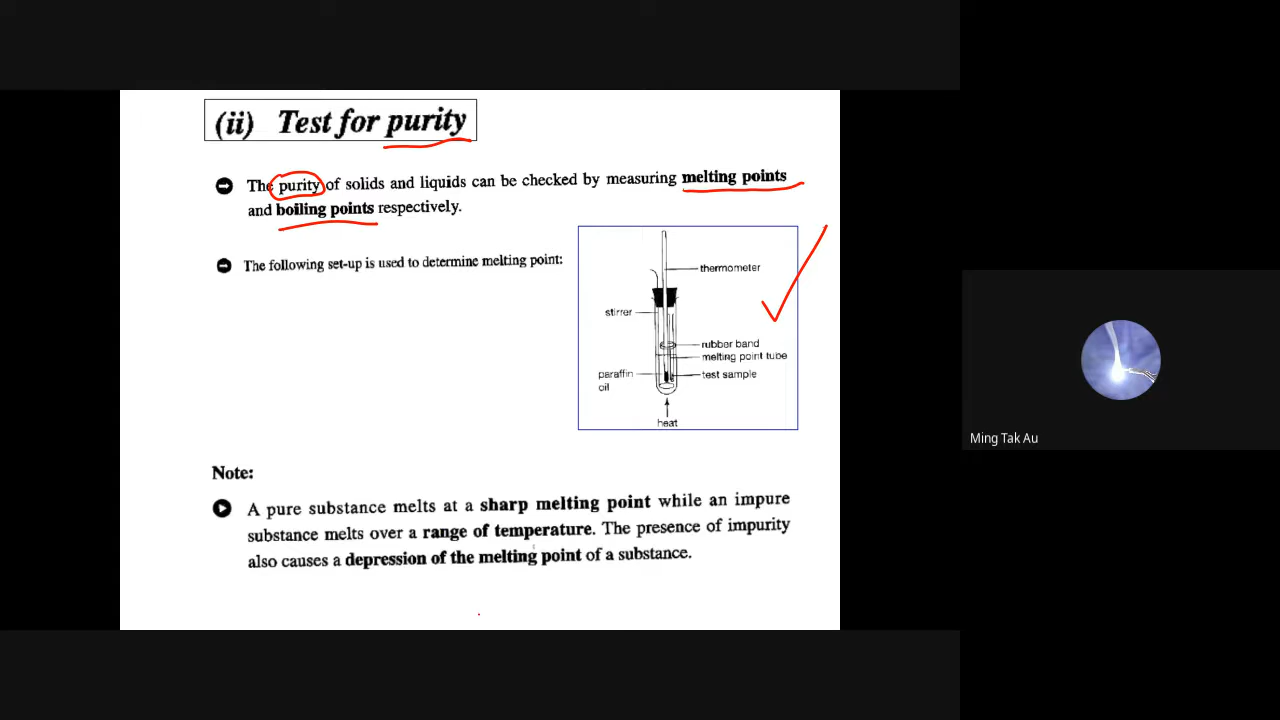 (ii) Test for purity
The purity of solids and liquids can be checked by measuring melting points
and boiling points respectively.
The following set-up is used to determine melting point:
thermometer
stirrer
rubber band
melting point tube
paraffin
oil
test sample
heat
Note:
A pure substance melts at a sharp melting point while an impure
substance melts over a range of temperature. The presence of impurity
also causes a depression of the melting point of a substance.
Ming Tak Au